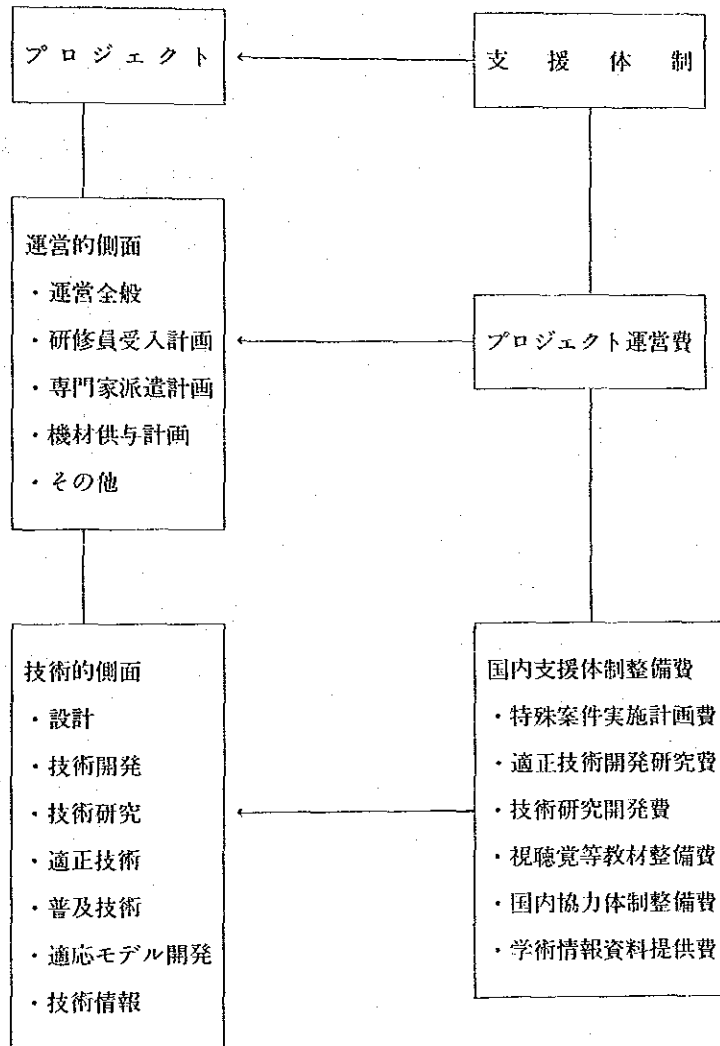 プロジェクト
支援体制
運営的側面
・運営全般
・研修員受入計画
・専門家派遣計画
・機材供与計画
・その他
プロジェクト運営費
技術的側面
・設計
・技術開発
・技術研究
・適正技術
・普及技術
・適応モデル開発
・技術情報
国内支援体制整備費
・特殊案件実施計画費
・適正技術開発研究費
・技術研究開発費
・視聴覚等教材整備費
・国内協力体制整備費
・学術情報資料提供費